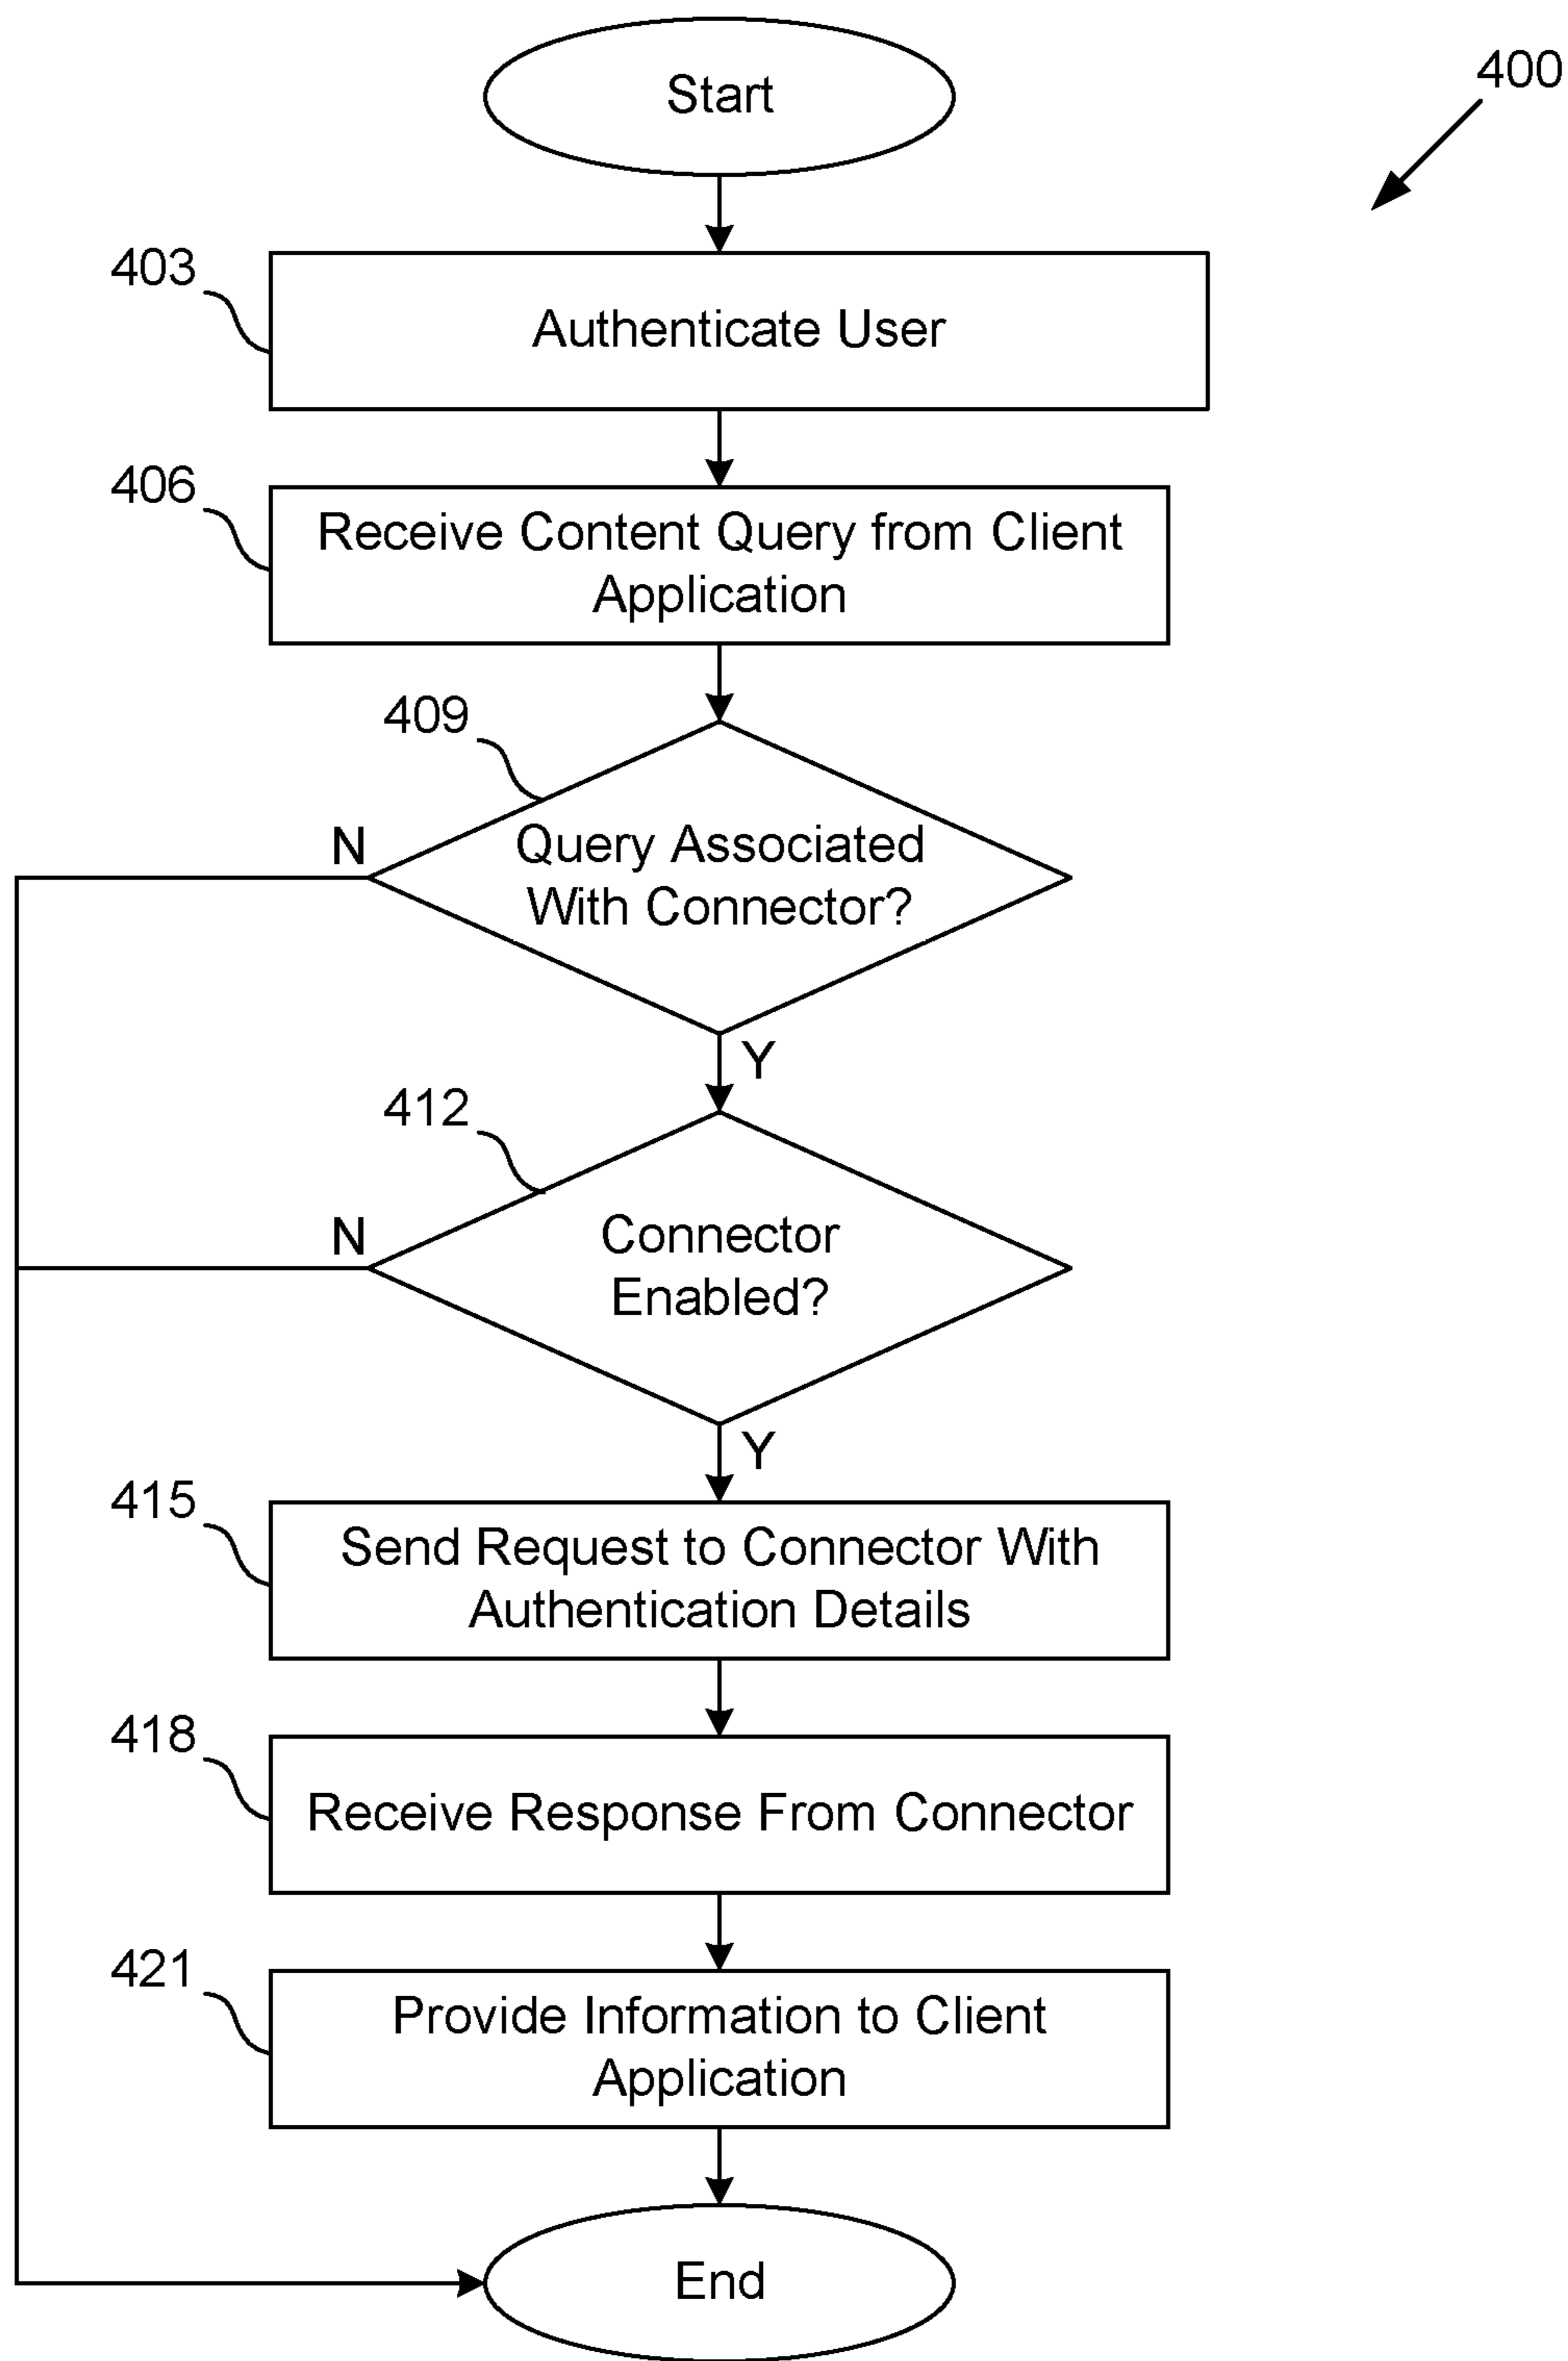 Start
400
403
Authenticate User
406
Receive Content Query from Client
Application
409
N
Query Associated
With Connector?
Y
412
N
Connector
Enabled?
Y
415
Send Request to Connector With
Authentication Details
418
Receive Response From Connector
421
Provide Information to Client
Application
End